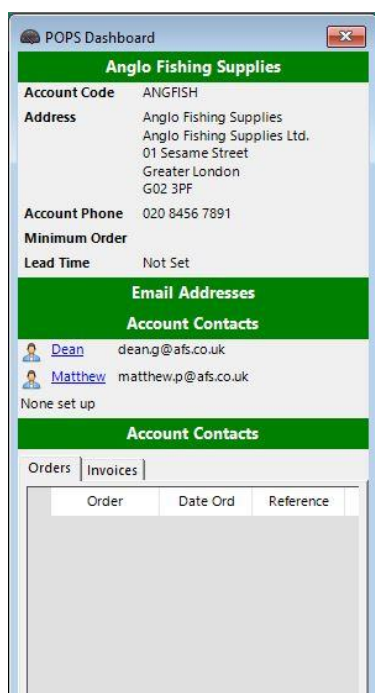 POPS Dashboard
Anglo Fishing Supplies
Account Code ANGFISH
Address Anglo Fishing Supplies
Anglo Fishing Supplies Ltd.
01 Sesame Street
Greater London
G02 3PF
Account Phone 020 8456 7891
Minimum Order
Lead Time Not Set
Email Addresses
Account Contacts
Dean dean.g@afs.co.uk
Matthew matthew.p@afs.co.uk
None set up
Account Contacts
Orders Invoices
Order Date Ord Reference